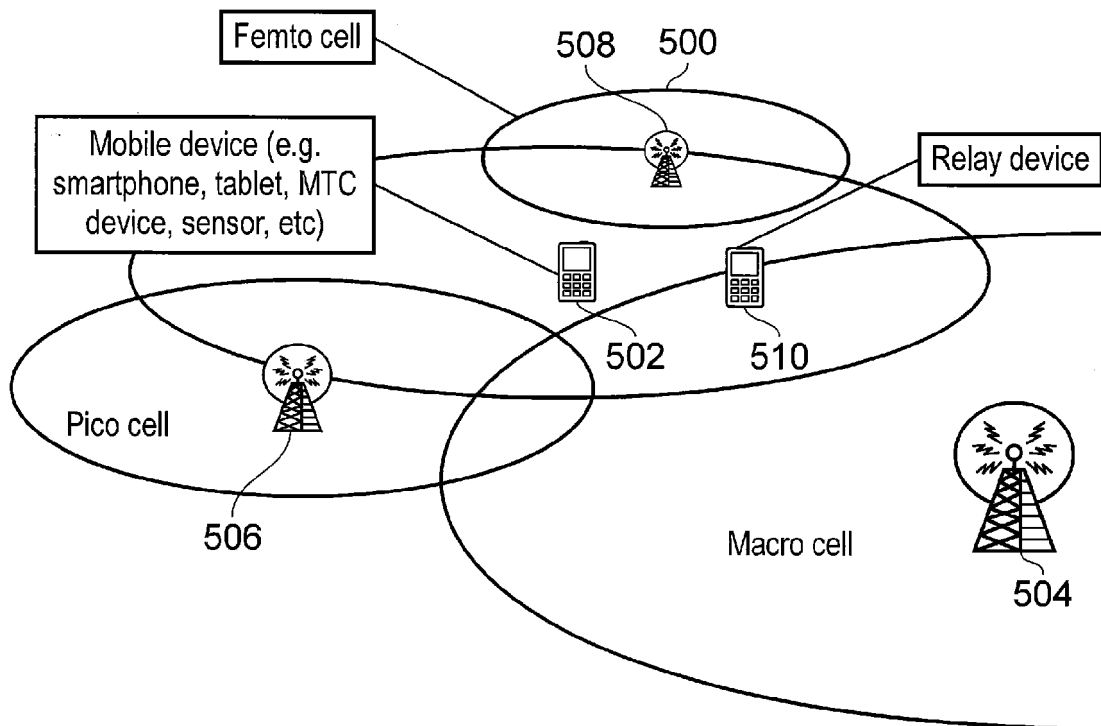 Femto cell
508
500
Mobile device (e.g.
smartphone, tablet, MTC
device, sensor, etc)
Relay device
502
510
Pico cell
506
Macro cell
504